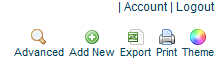 | Account | Logout
Advanced Add New Export Print Theme